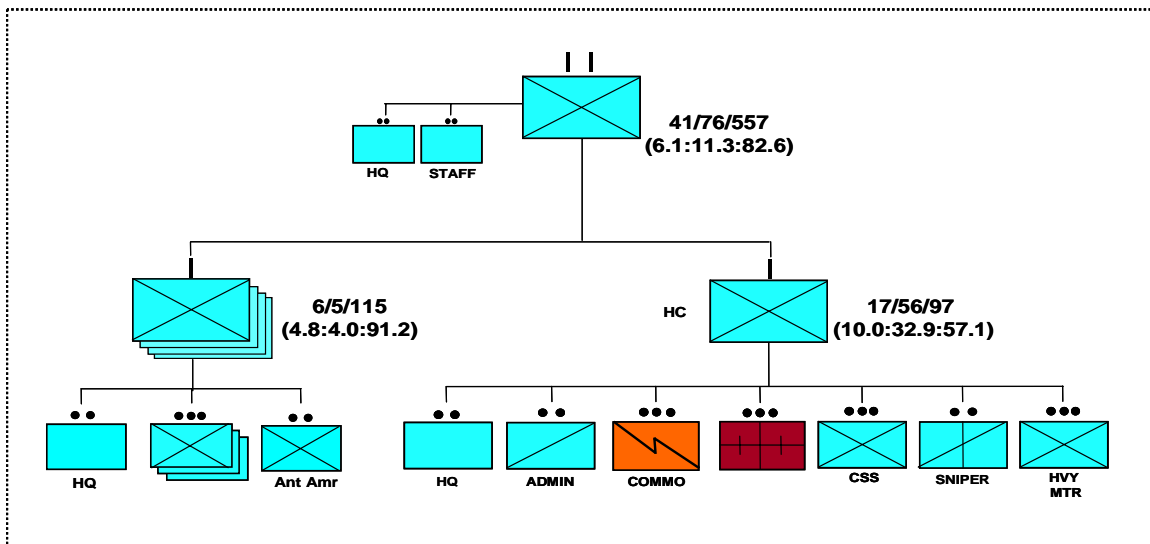 41/76/557
(6.1:11.3:82.6)
HQ
STAFF
6/5/115
(4.8:4.0:91.2)
HC
17/56/97
(10.0:32.9:57.1)
HQ
Ant Amr
HQ
ADMIN
COMMO
CSS
SNIPER
HVY
MTR